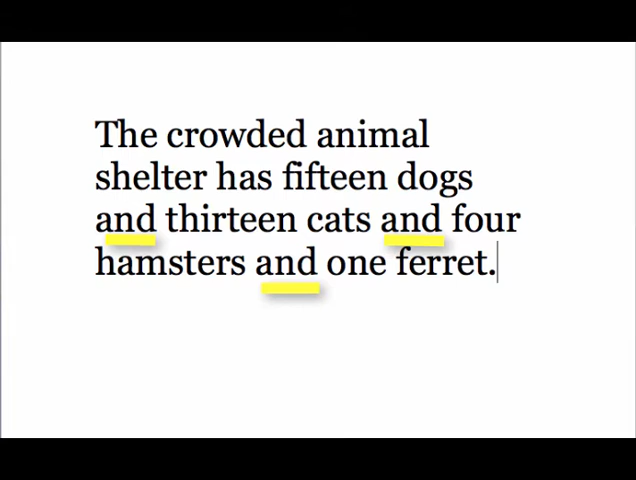 The crowded animal
shelter has fifteen dogs
and thirteen cats and four
hamsters and one ferret.